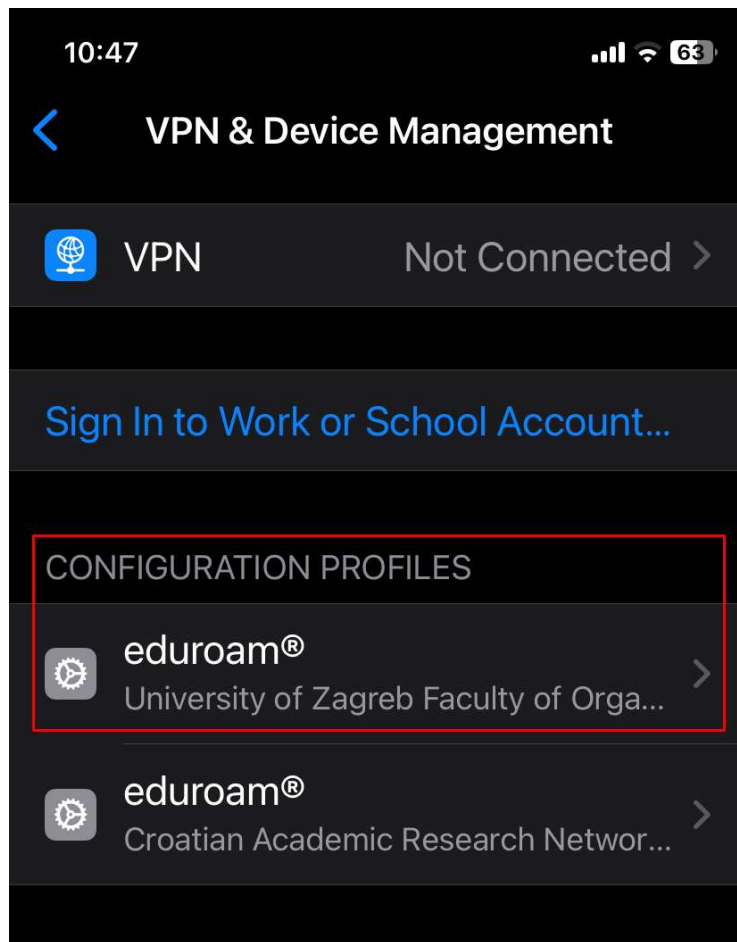 10:47
63
VPN & Device Management
VPN
Not Connected
Sign In to Work or School Account...
CONFIGURATION PROFILES
eduroam®
University of Zagreb Faculty of Orga...
eduroam®
Croatian Academic Research Networ...